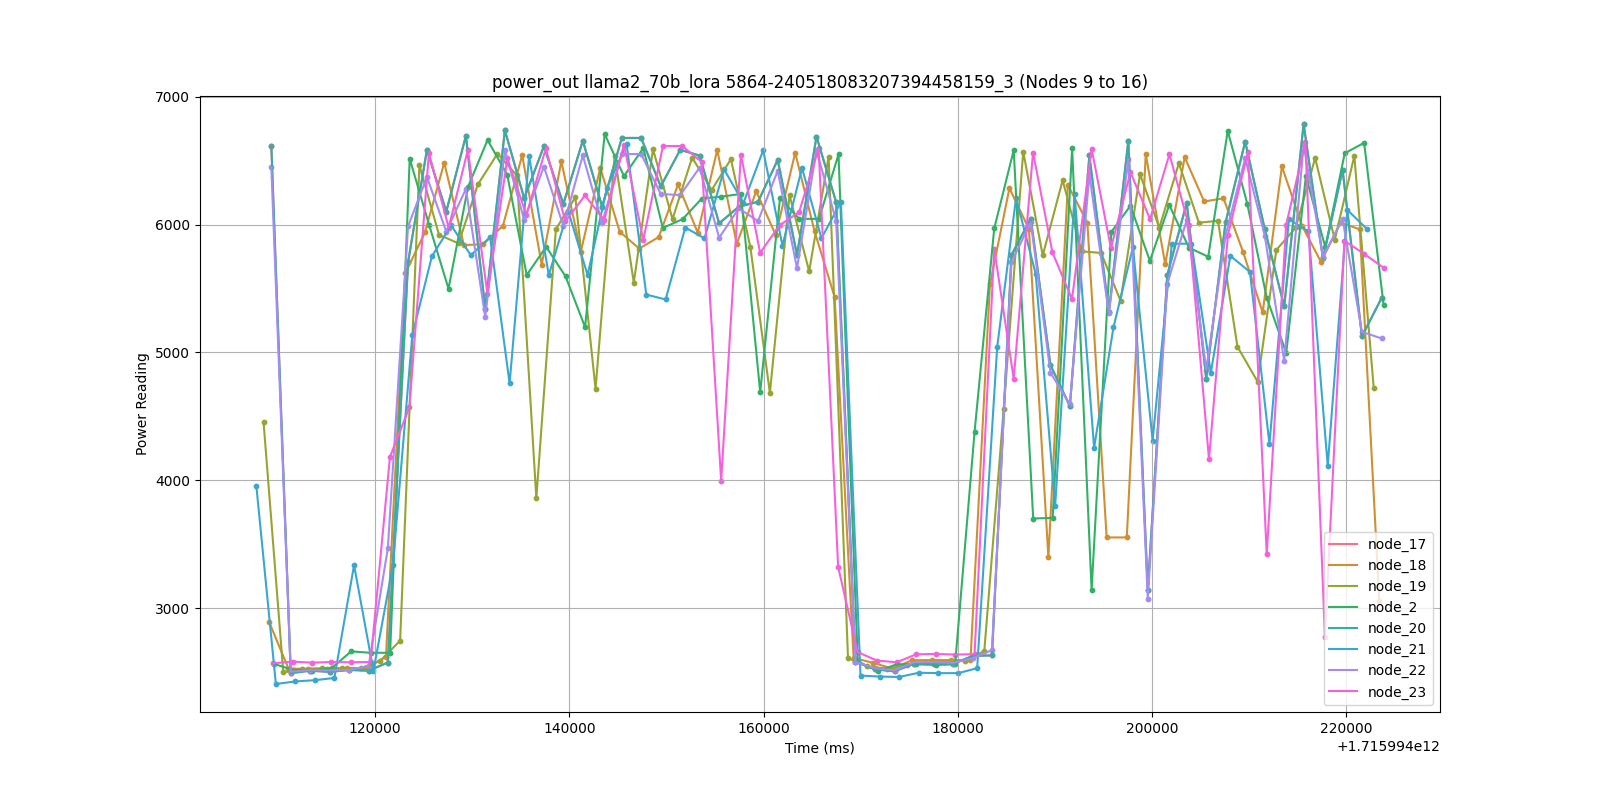 power_out llama2_70b_lora 5864-240518083207394458159_3 (Nodes 9 to 16)
7000
6000
5000
4000
3000
Power Reading
node_17
node_18
node_19
node_2
node_20
node_21
node_22
node_23
120000 140000 160000 180000 200000 220000
Time (ms)
+1.715994e12